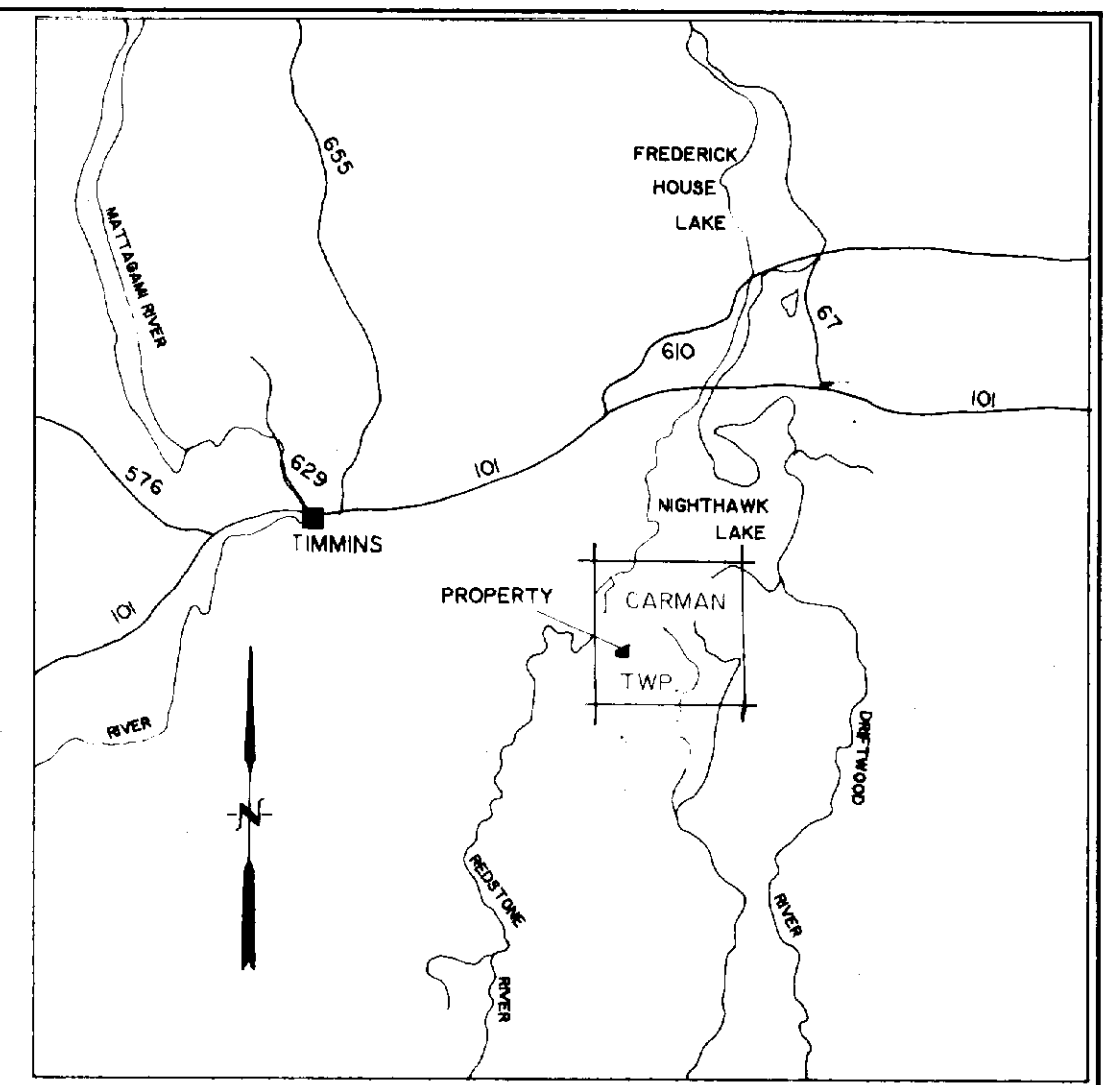 655
FREDERICK
HOUSE
LAKE
MATTAGAMI RIVER
67
610
101
101
576
629
NIGHTHAWK
LAKE
TIMMINS
PROPERTY
CARMAN
TWP.
101
RIVER
DRIFTWOOD
N
REDSTONE
RIVER
RIVER